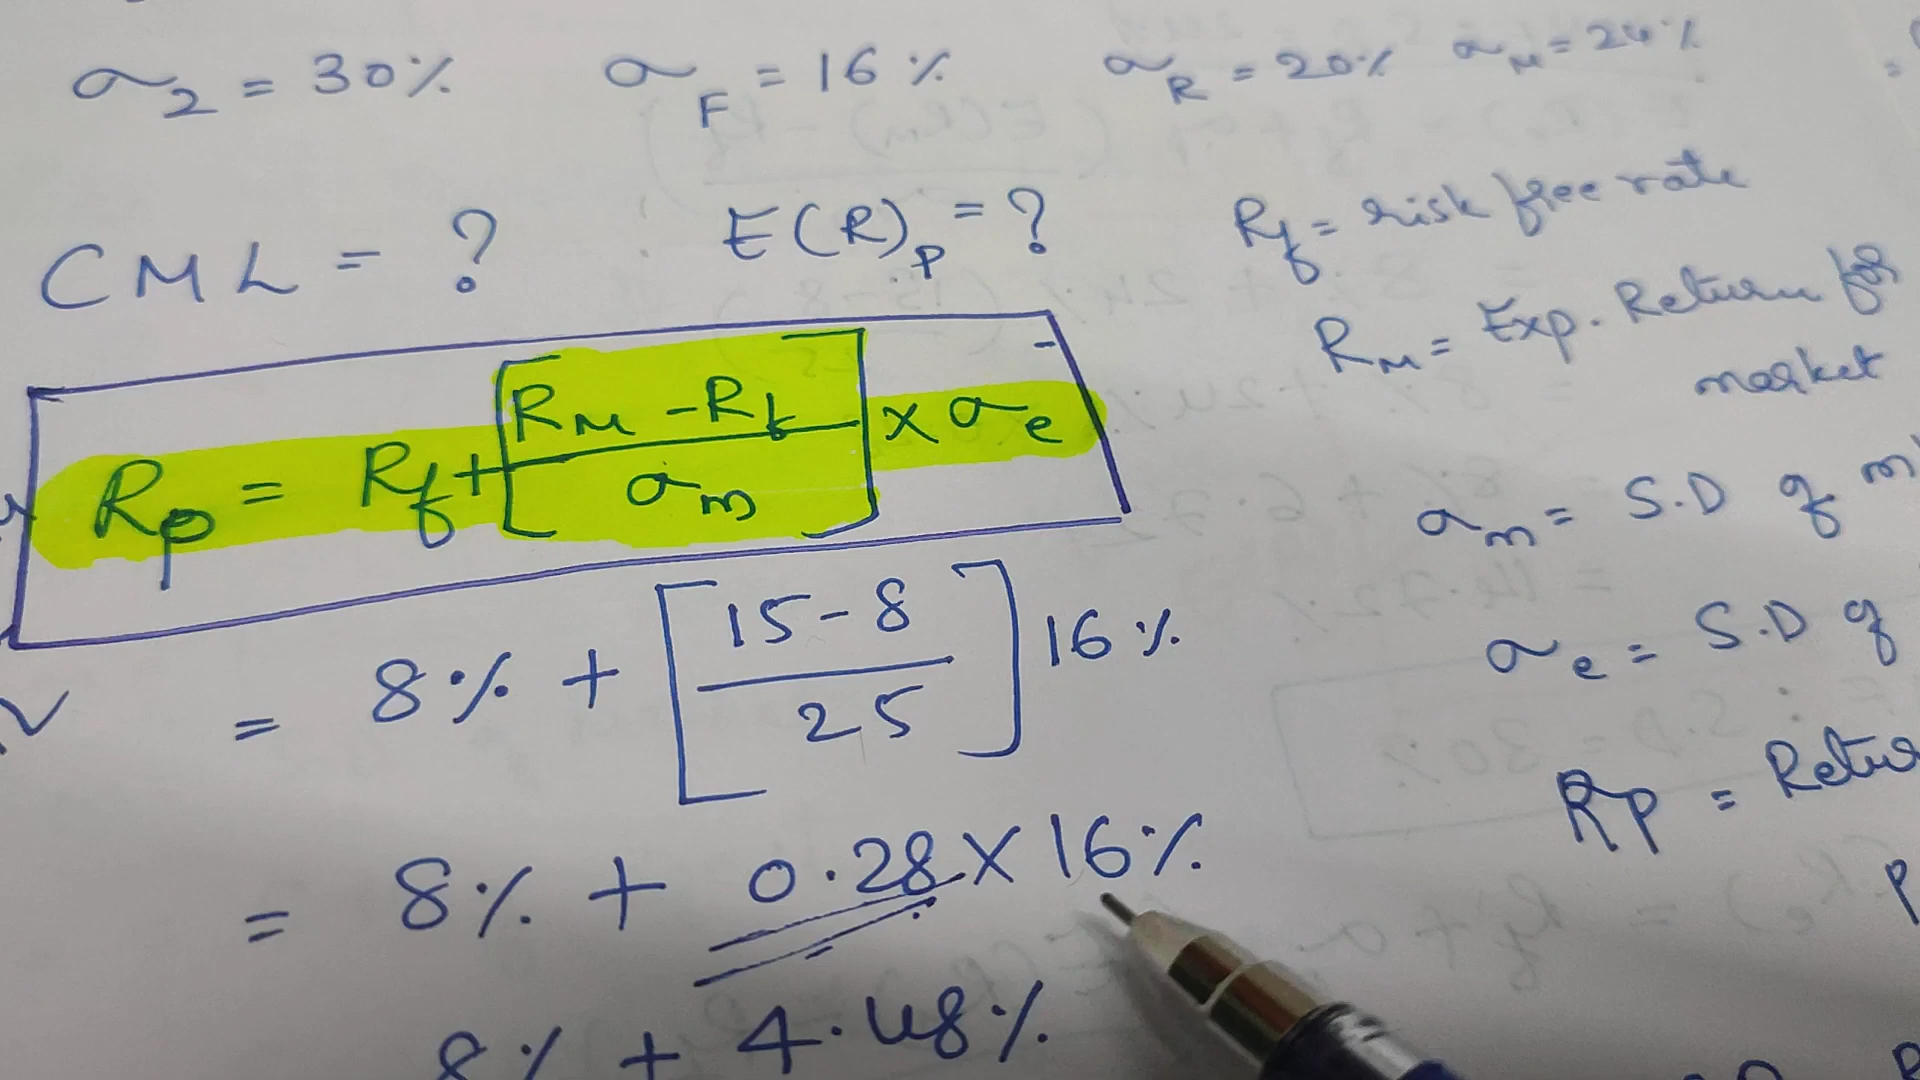 σ₂ = 30% σF = 16% σR = 20% σM = 24%
CML = ? E(R)p = ?
Rf = risk free rate
RM = Exp. Return for
market
Rp = Rf + [RM - Rf / σm] × σe
σm = S.D of
= 8% + [15-8 / 25] 16%
σe = S.D of
= 8% + 0.28 × 16%
Rp =
8% + 4.48%